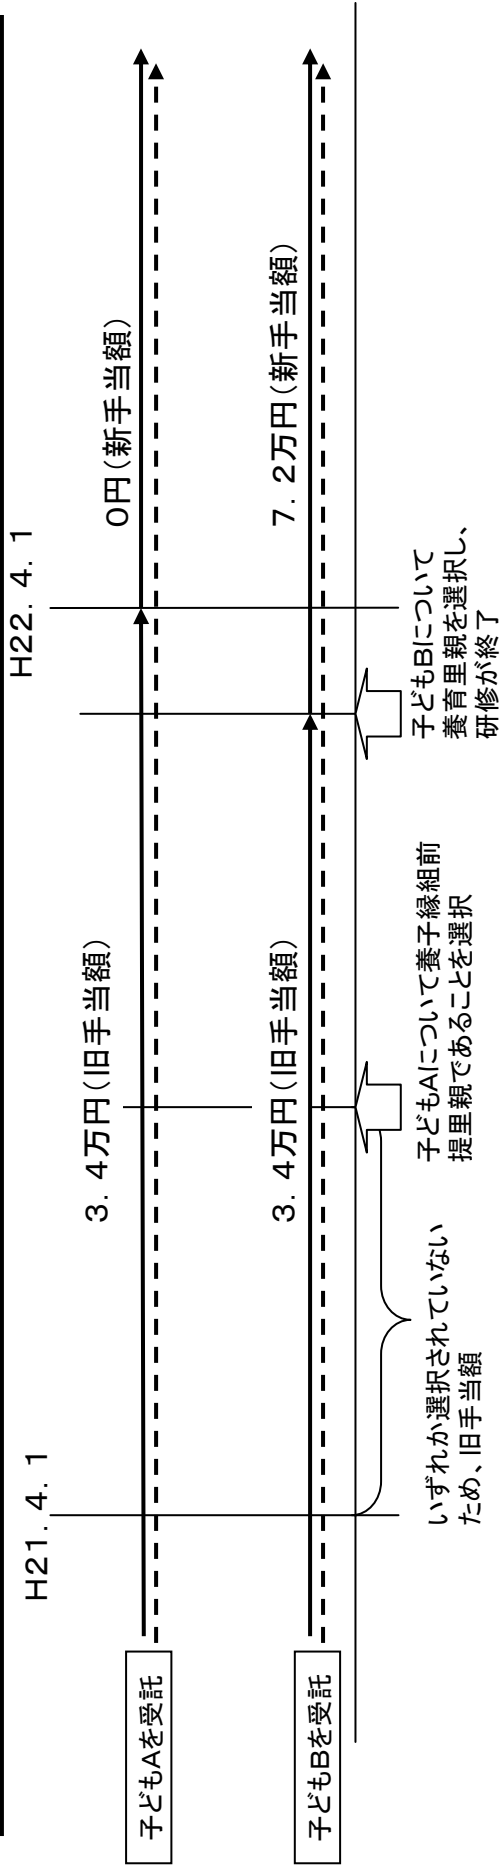 H21.4.1
H22.4.1
子どもAを受託
3.4万円(旧手当額)
0円(新手当額)
子どもBを受託
3.4万円(旧手当額)
7.2万円(新手当額)
いずれか選択されていない
ため、旧手当額
子どもAについて養子縁組前
提里親であることを選択
子どもBについて
養育里親を選択し、
研修が終了